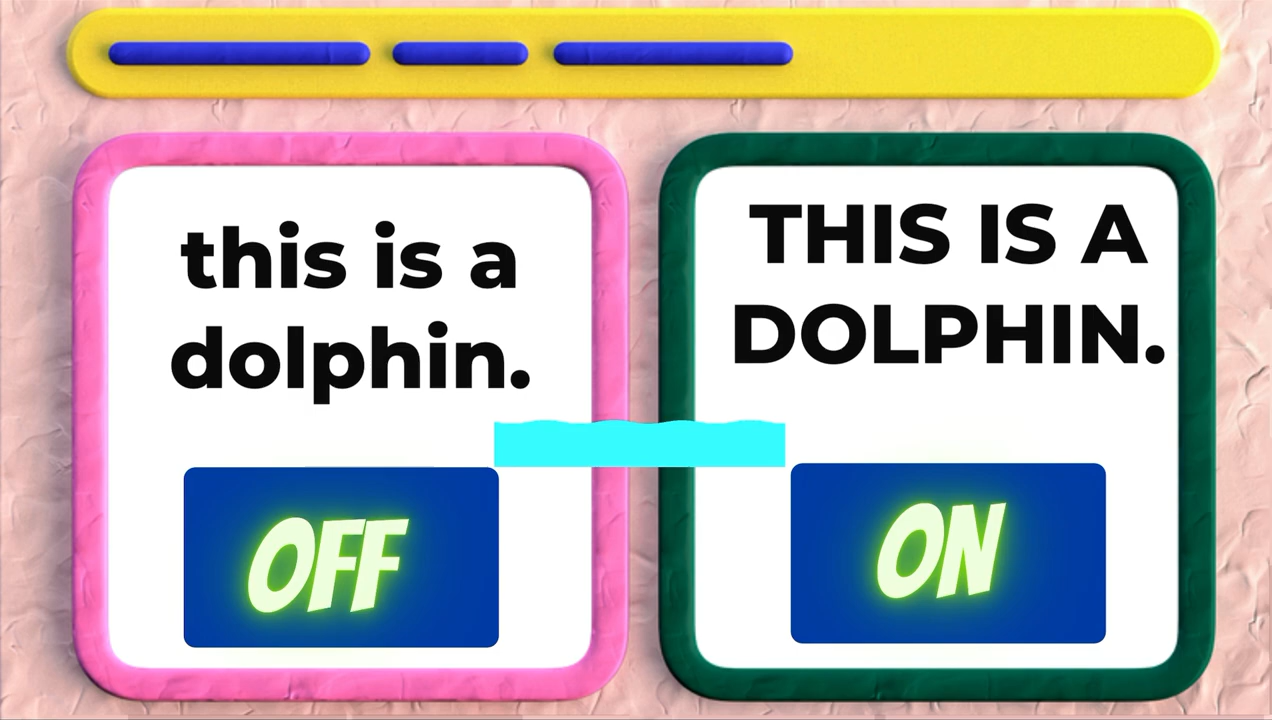 this is a
dolphin.
OFF
THIS IS A
DOLPHIN.
ON